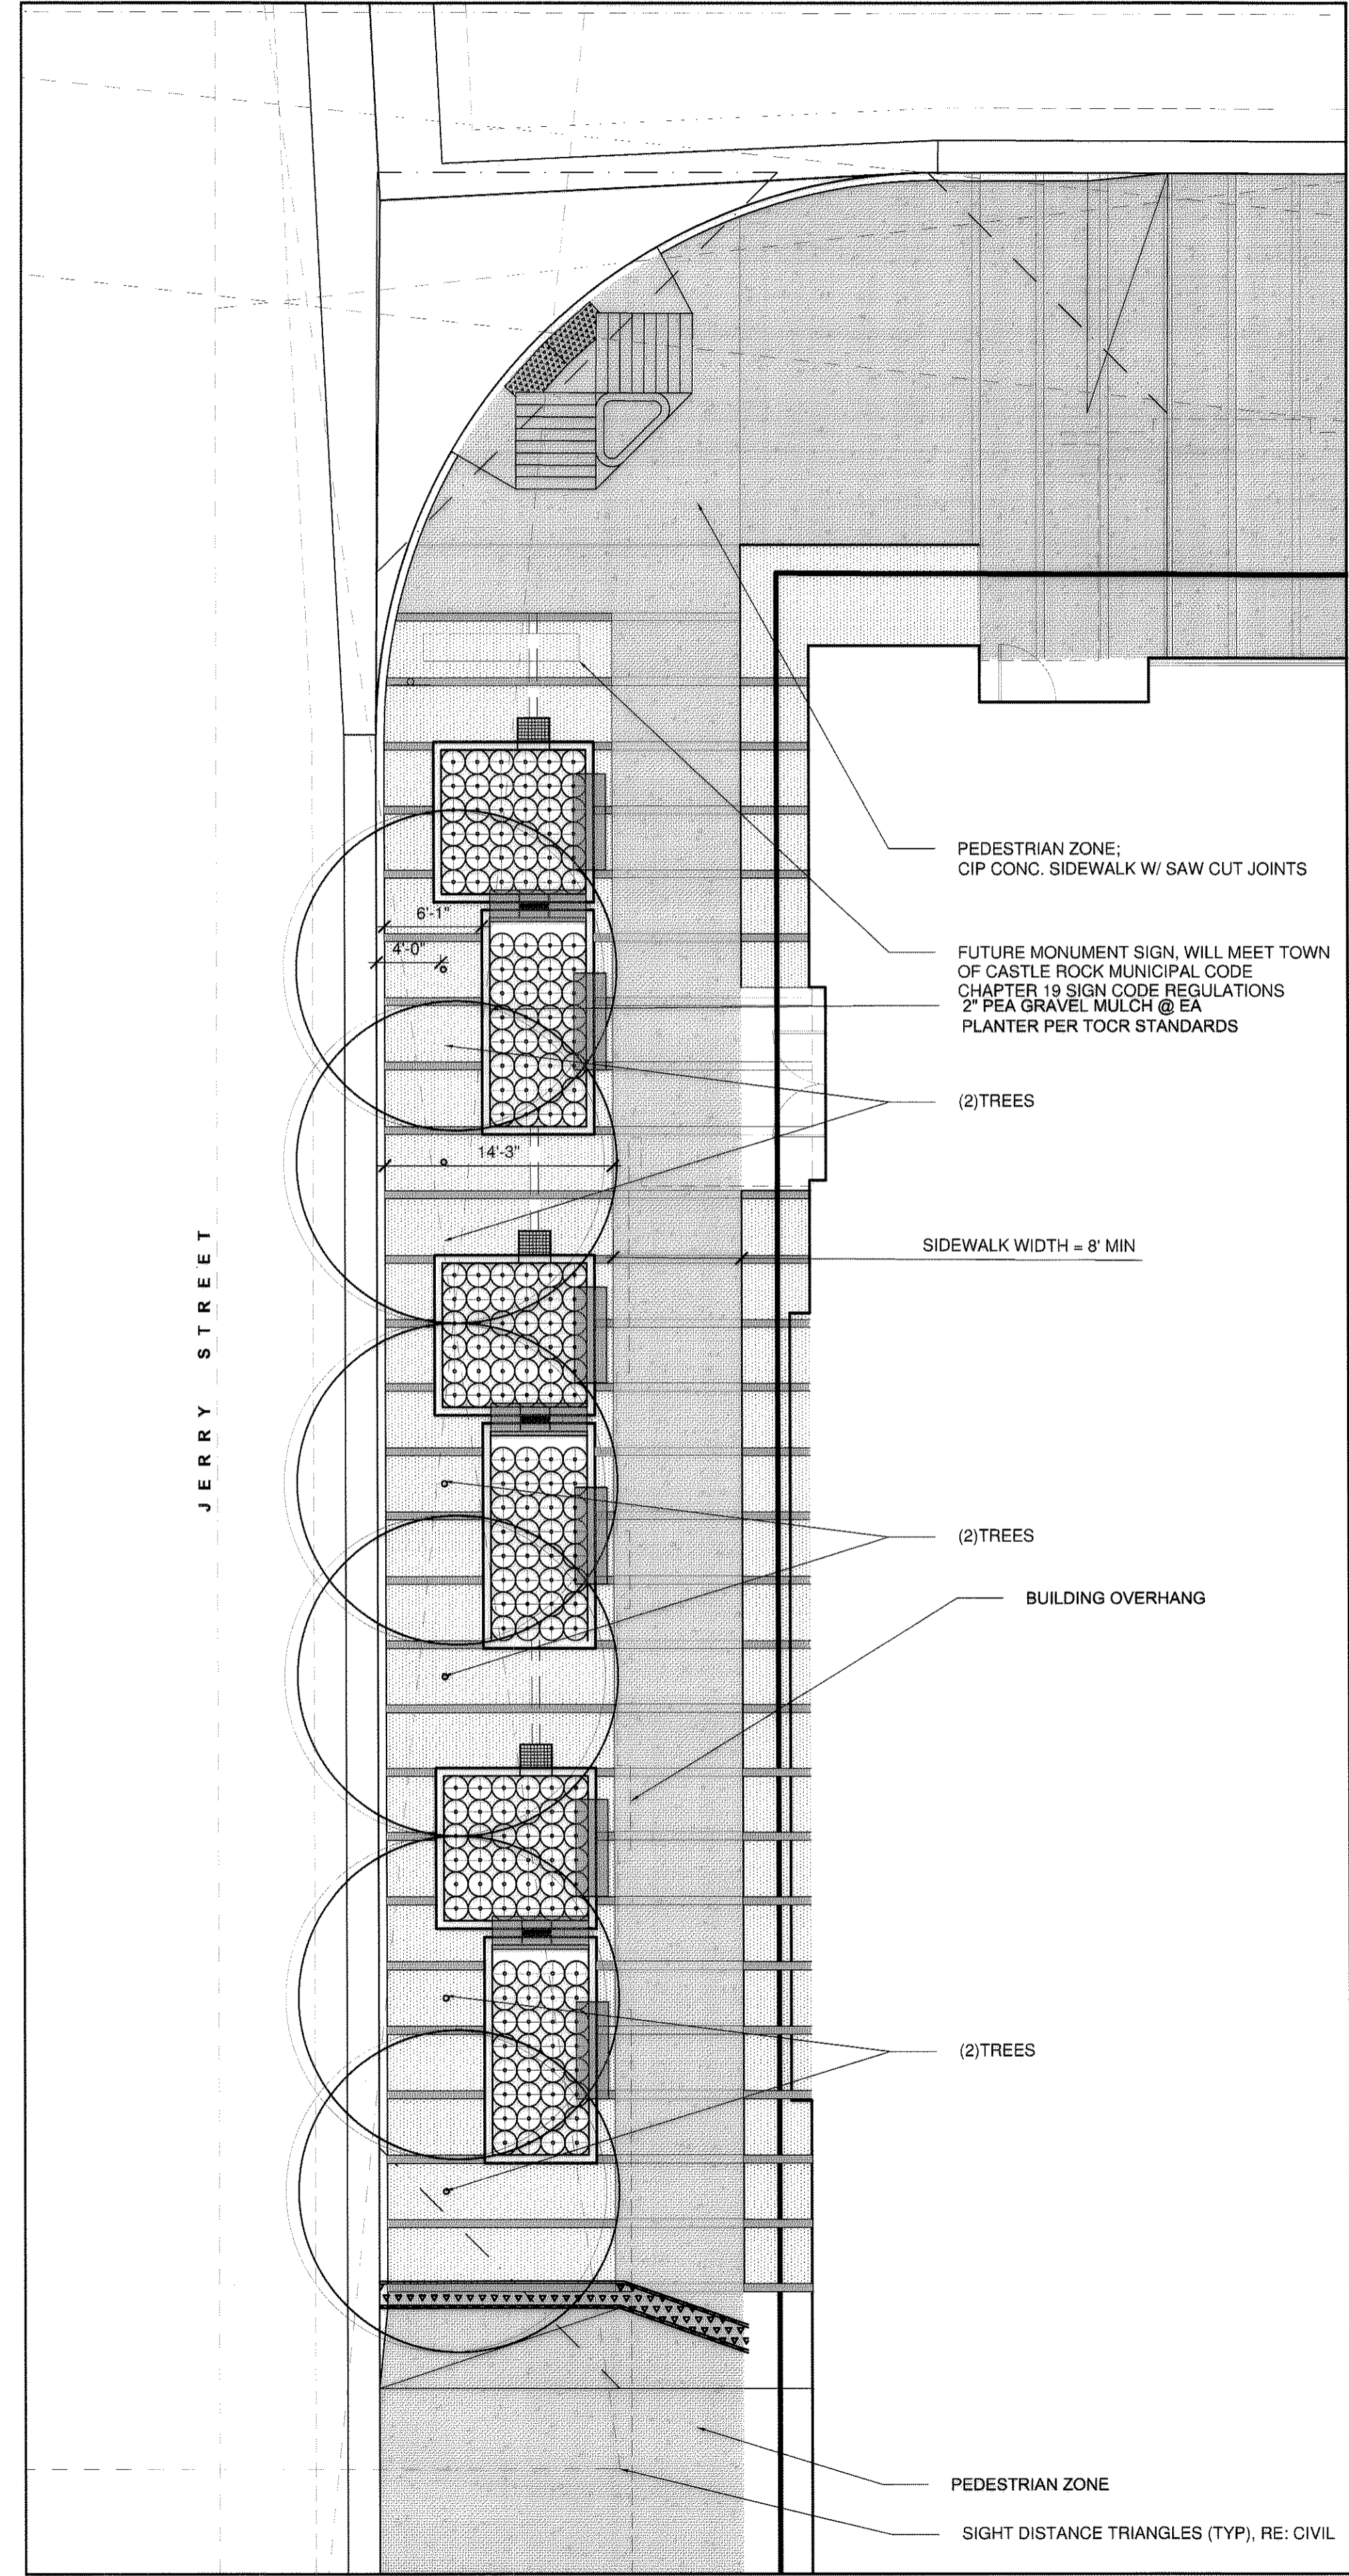 PEDESTRIAN ZONE;
CIP CONC. SIDEWALK W/ SAW CUT JOINTS
6'-1"
4'-0"
FUTURE MONUMENT SIGN, WILL MEET TOWN
OF CASTLE ROCK MUNICIPAL CODE
CHAPTER 19 SIGN CODE REGULATIONS
2" PEA GRAVEL MULCH @ EA
PLANTER PER TOCR STANDARDS
(2)TREES
14'-3"
SIDEWALK WIDTH = 8' MIN
JERRY STREET
(2)TREES
BUILDING OVERHANG
(2)TREES
PEDESTRIAN ZONE
SIGHT DISTANCE TRIANGLES (TYP), RE: CIVIL